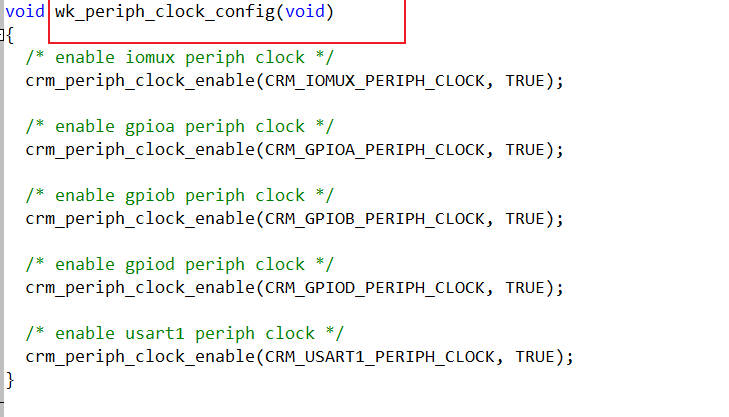 void wk_periph_clock_config(void)
{
/* enable iomux periph clock */
crm_periph_clock_enable(CRM_IOMUX_PERIPH_CLOCK, TRUE);
/* enable gpioa periph clock */
crm_periph_clock_enable(CRM_GPIOA_PERIPH_CLOCK, TRUE);
/* enable gpiob periph clock */
crm_periph_clock_enable(CRM_GPIOB_PERIPH_CLOCK, TRUE);
/* enable gpiod periph clock */
crm_periph_clock_enable(CRM_GPIOD_PERIPH_CLOCK, TRUE);
/* enable usart1 periph clock */
crm_periph_clock_enable(CRM_USART1_PERIPH_CLOCK, TRUE);
}